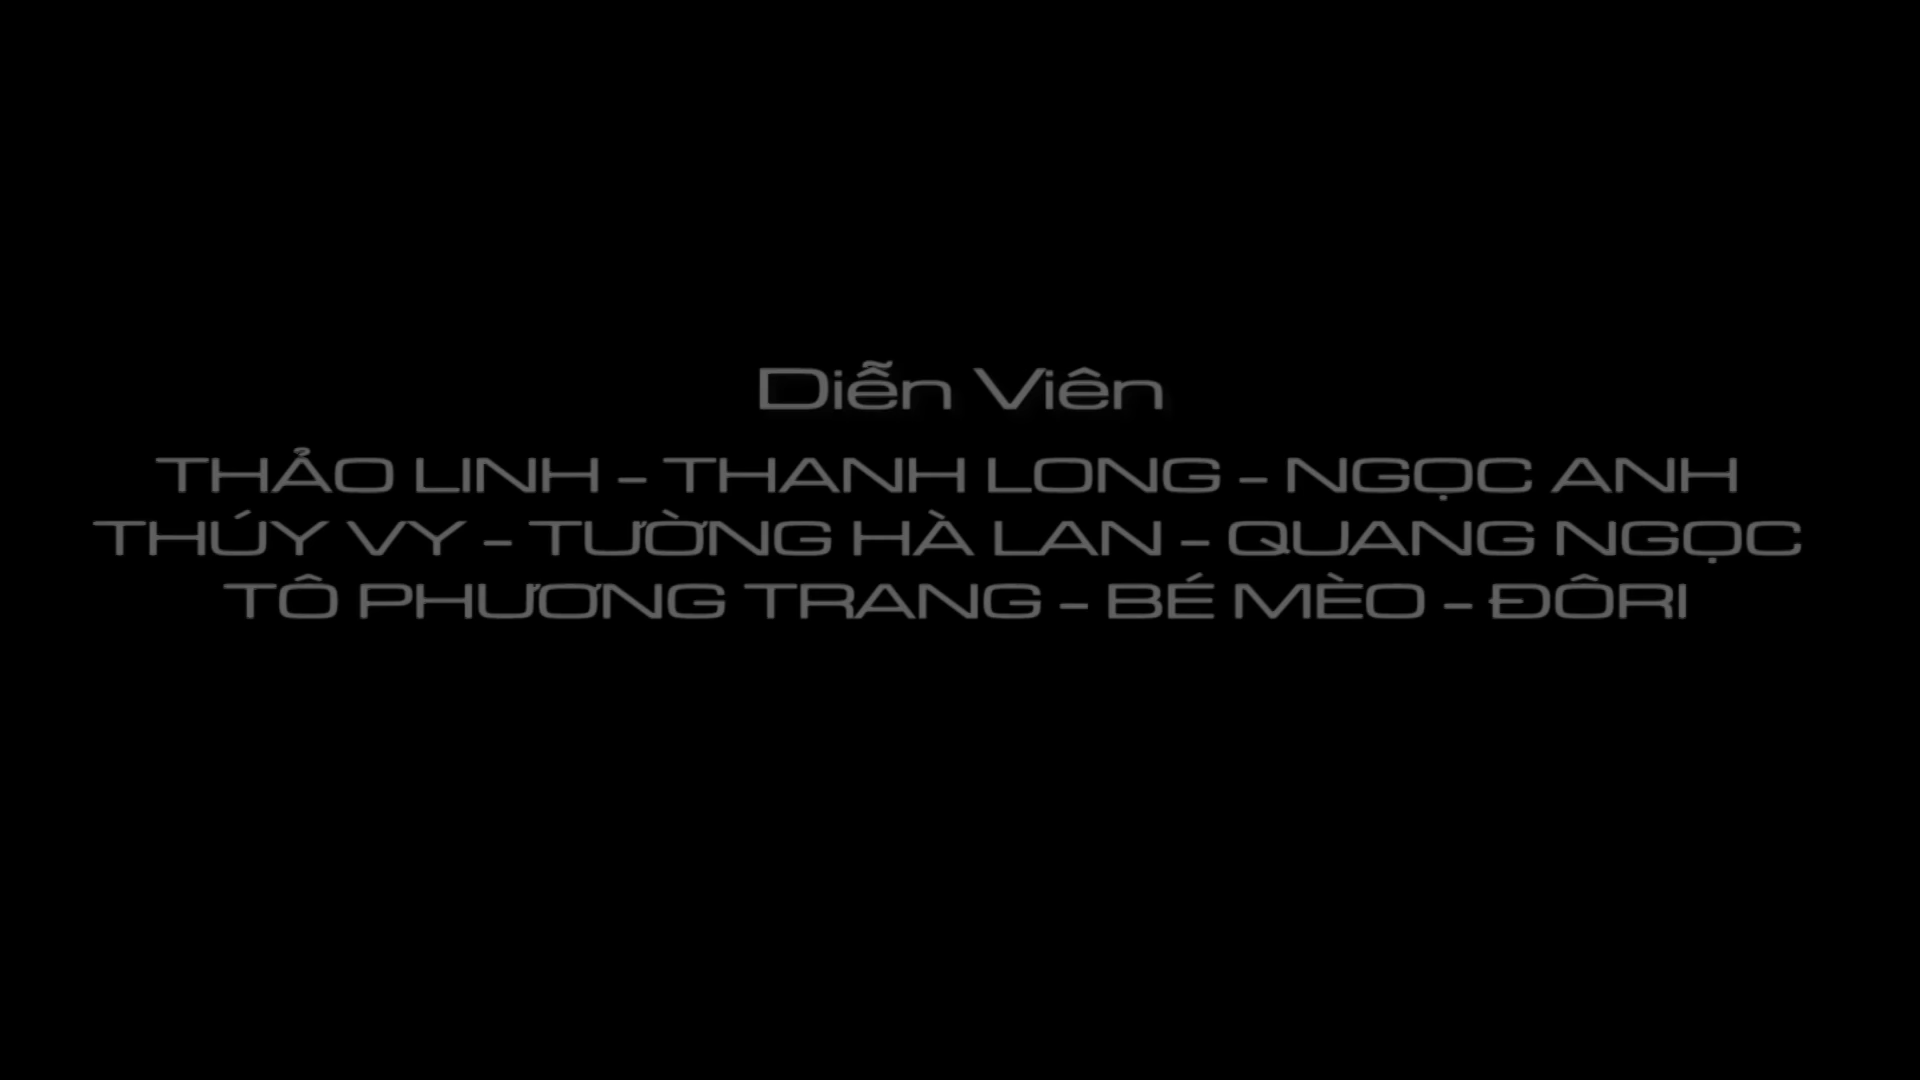 Diễn Viên
THẢO LINH - THANH LONG - NGỌC ANH
THÚY VY - TƯỜNG HÀ LAN - QUANG NGỌC
TÔ PHƯƠNG TRANG - BÉ MÈO - ĐÔRI